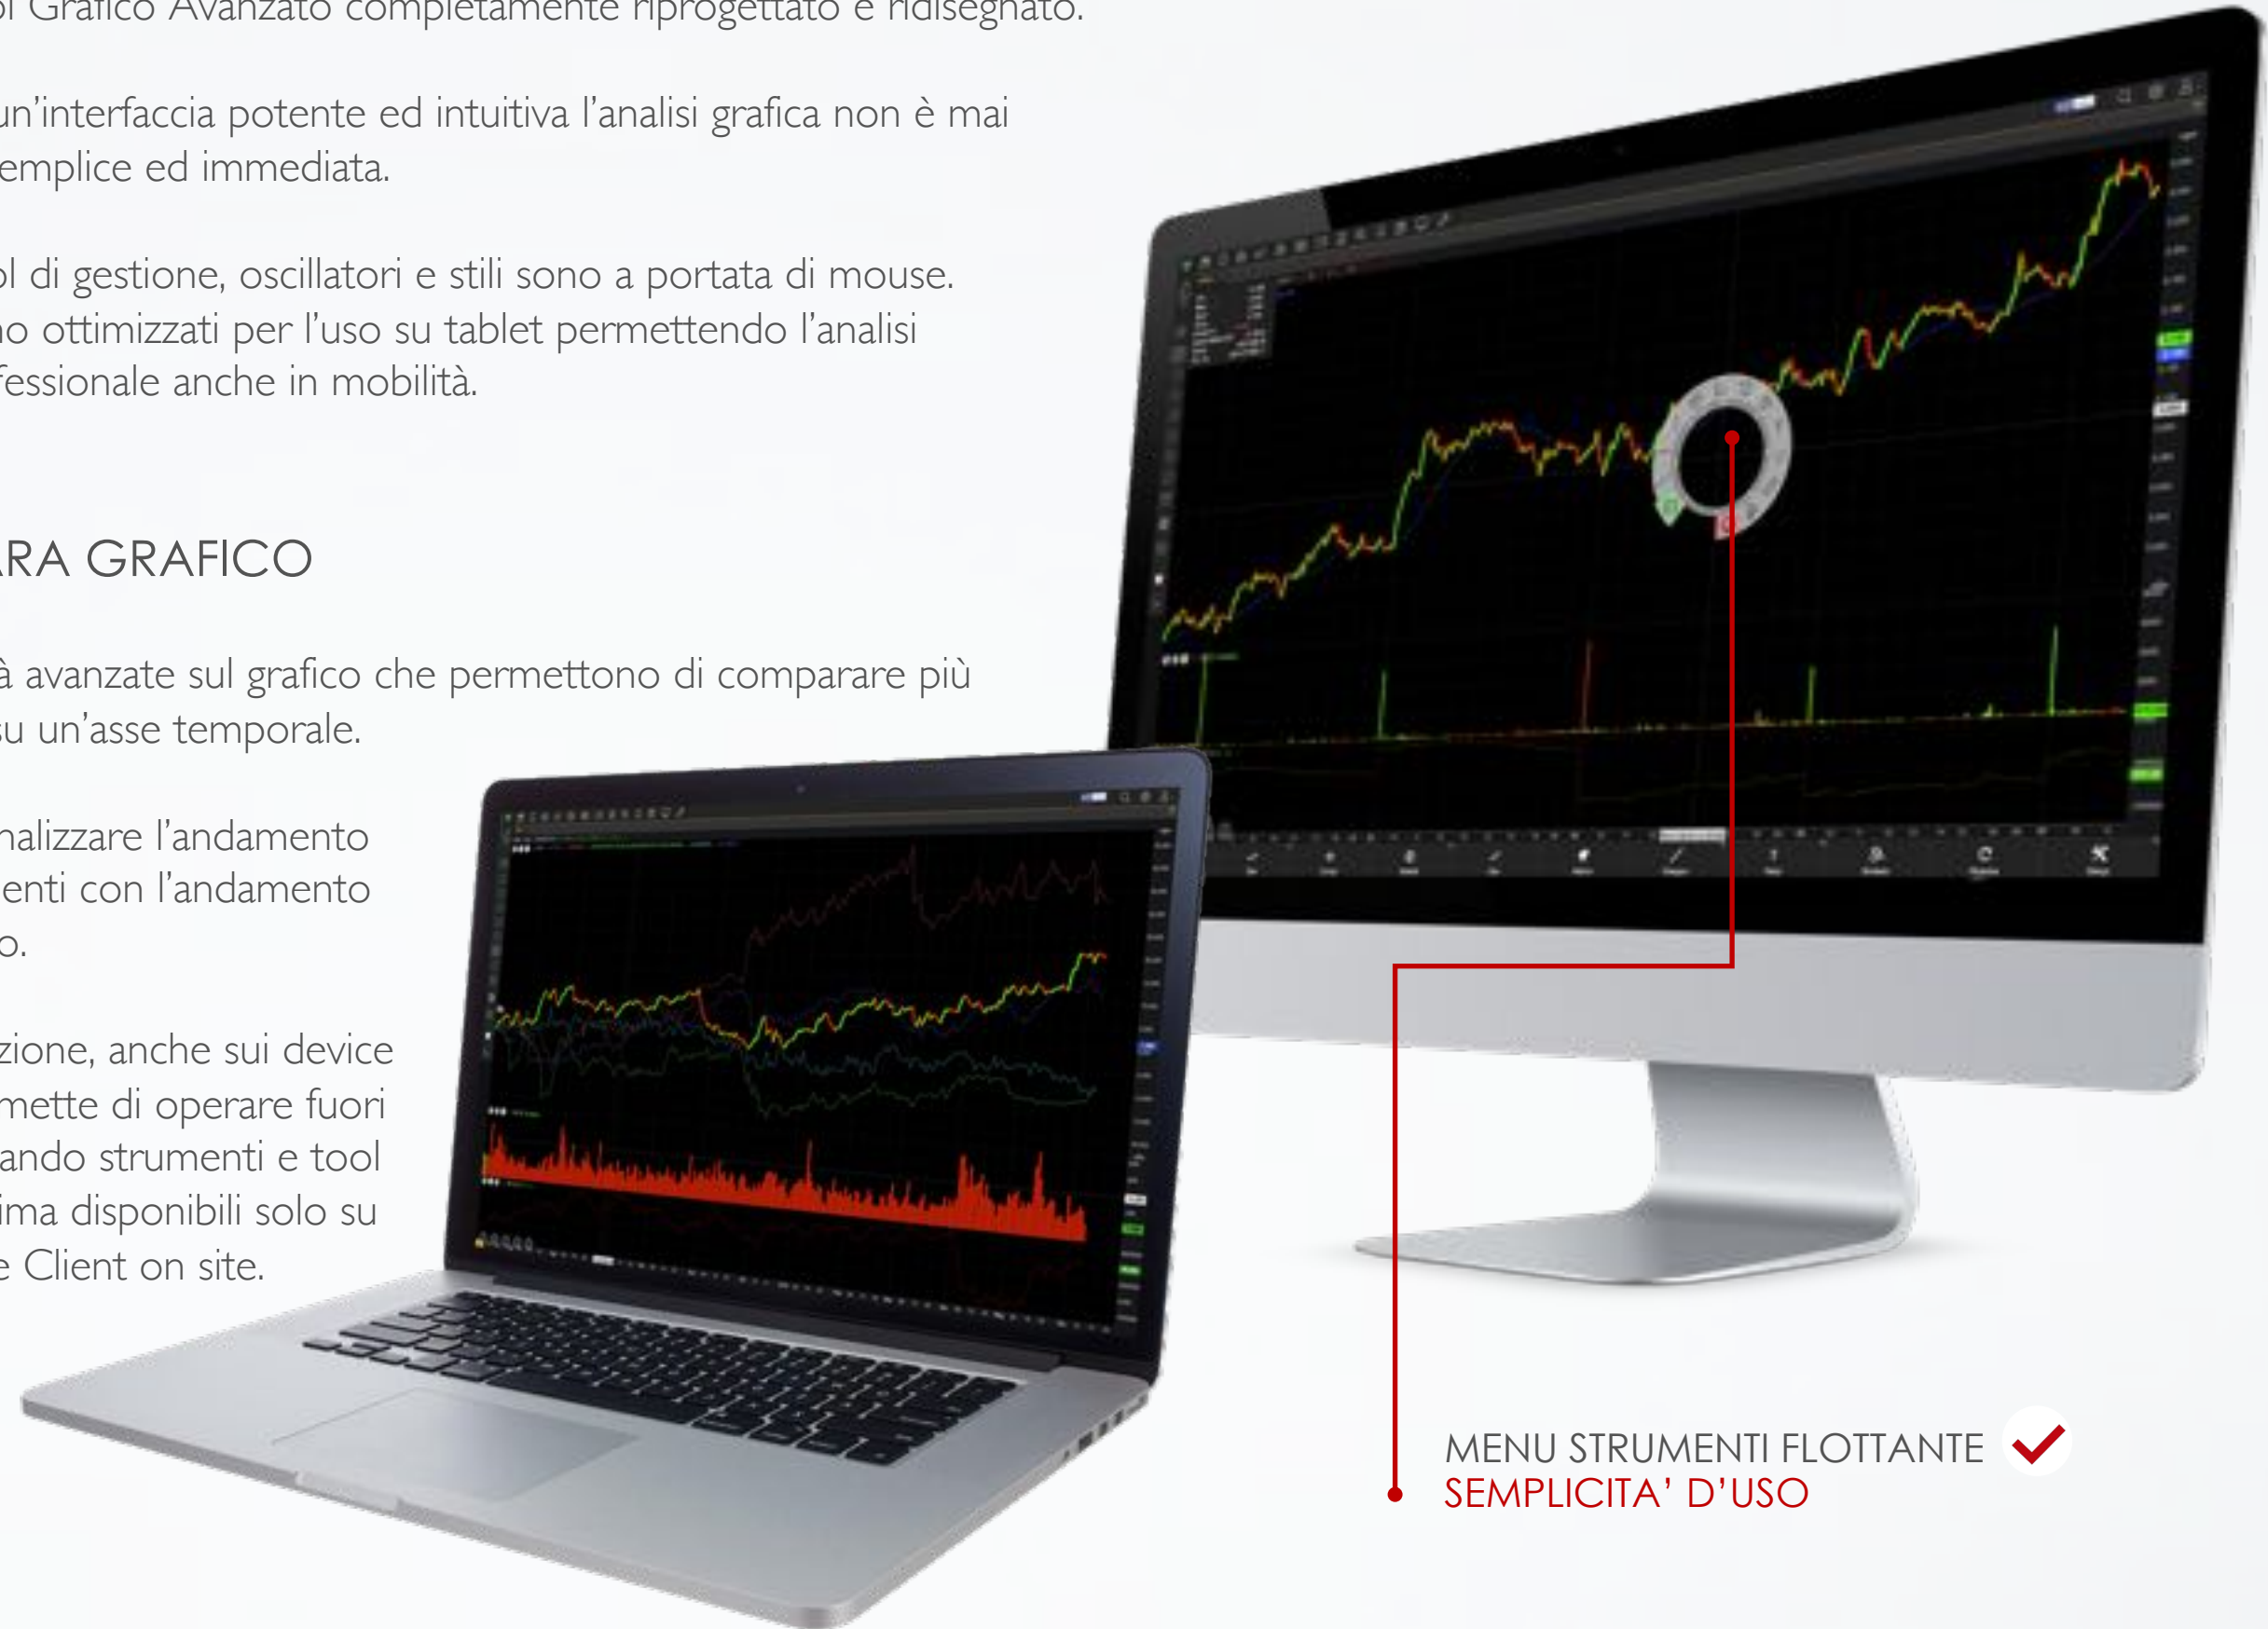 Grafico Avanzato completamente riprogettato e ridisegnato.
un'interfaccia potente ed intuitiva l'analisi grafica non è mai
emplice ed immediata.
ol di gestione, oscillatori e stili sono a portata di mouse.
no ottimizzati per l'uso su tablet permettendo l'analisi
fessionale anche in mobilità.
ARA GRAFICO
à avanzate sul grafico che permettono di comparare più
su un'asse temporale.
nalizzare l'andamento
enti con l'andamento
o.
zione, anche sui device
mette di operare fuori
ando strumenti e tool
ima disponibili solo su
e Client on site.
MENU STRUMENTI FLOTTANTE
SEMPLICITA' D'USO